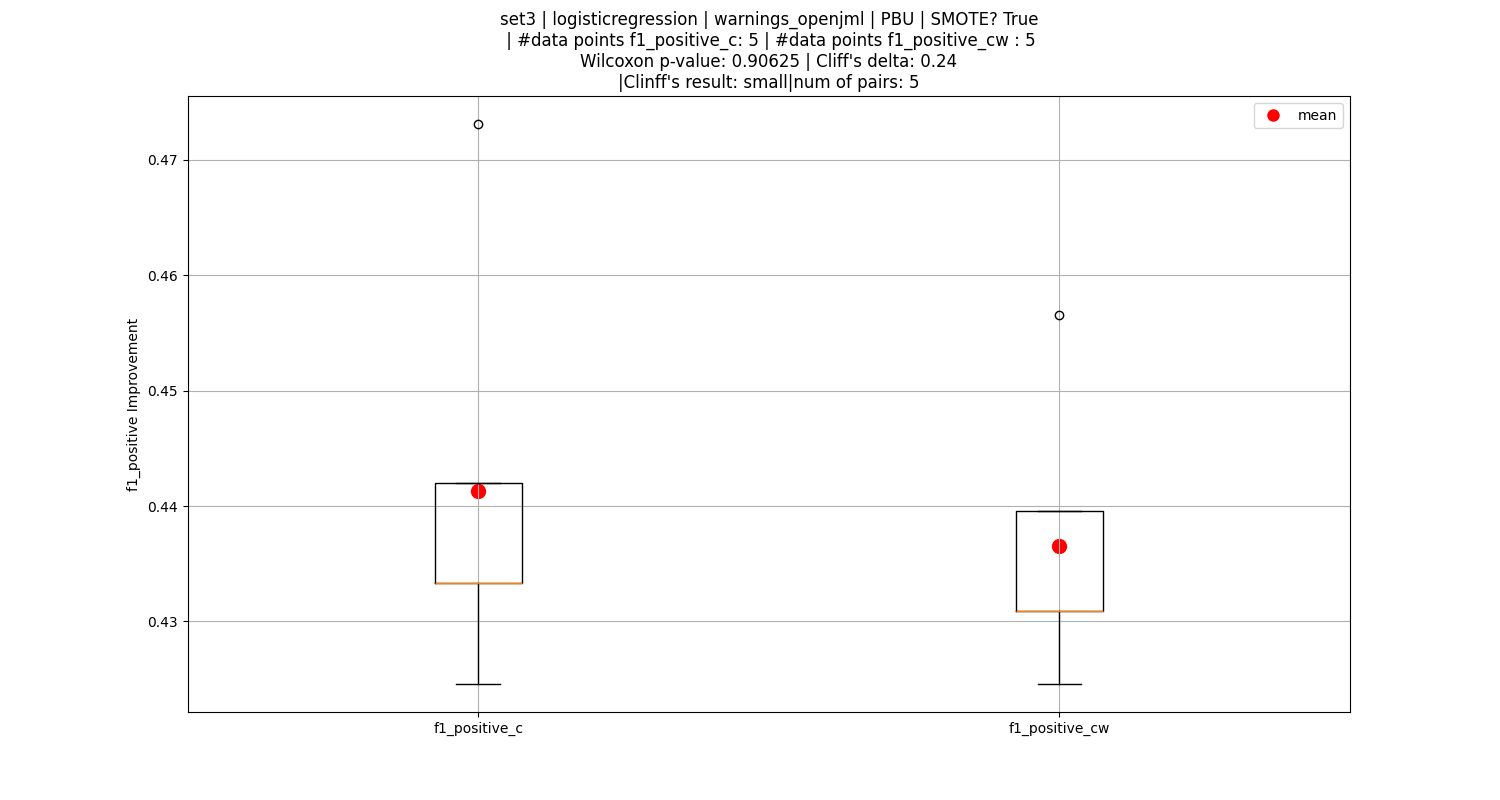 set3 | logisticregression | warnings_openjml | PBU | SMOTE? True
| #data points f1_positive_c: 5 | #data points f1_positive_cw : 5
Wilcoxon p-value: 0.90625 | Cliff's delta: 0.24
|Clinff's result: small|num of pairs: 5
mean
0.47
0.46
0.45
0.44
0.43
f1_positive Improvement
f1_positive_c
f1_positive_cw